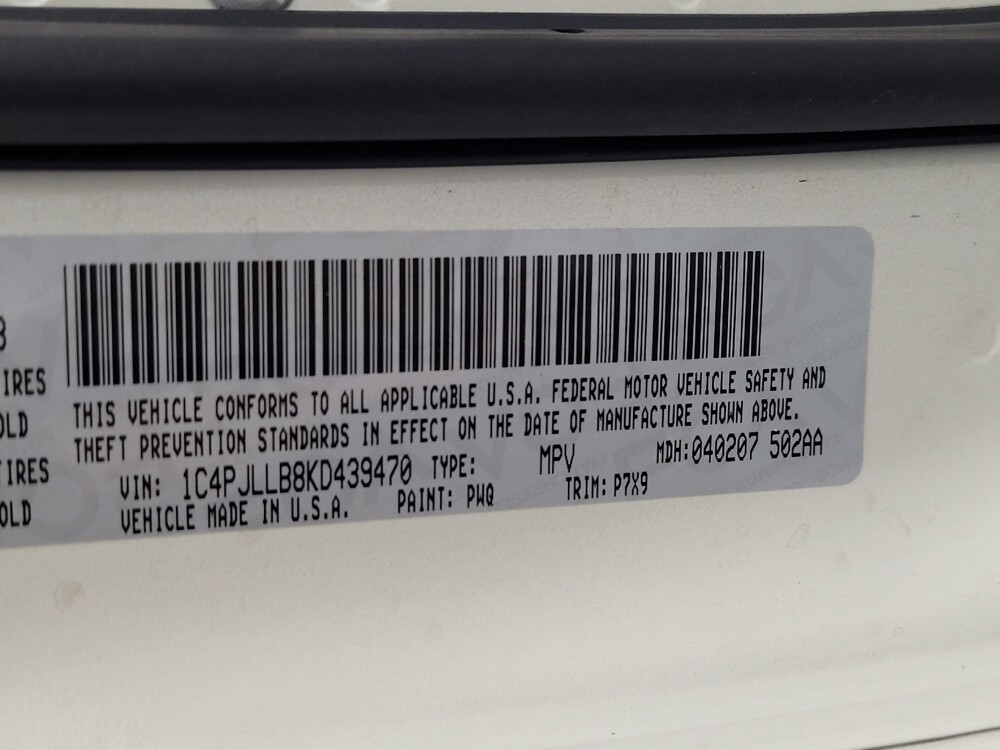 8
IRES
OLD
TIRES
OLD
THIS VEHICLE CONFORMS TO ALL APPLICABLE U.S.A. FEDERAL MOTOR VEHICLE SAFETY AND
THEFT PREVENTION STANDARDS IN EFFECT ON THE DATE OF MANUFACTURE SHOWN ABOVE.
VIN: 1C4PJLLB8KD439470 TYPE: MPV MDH:040207 502AA
VEHICLE MADE IN U.S.A. PAINT: PWQ TRIM: P7X9